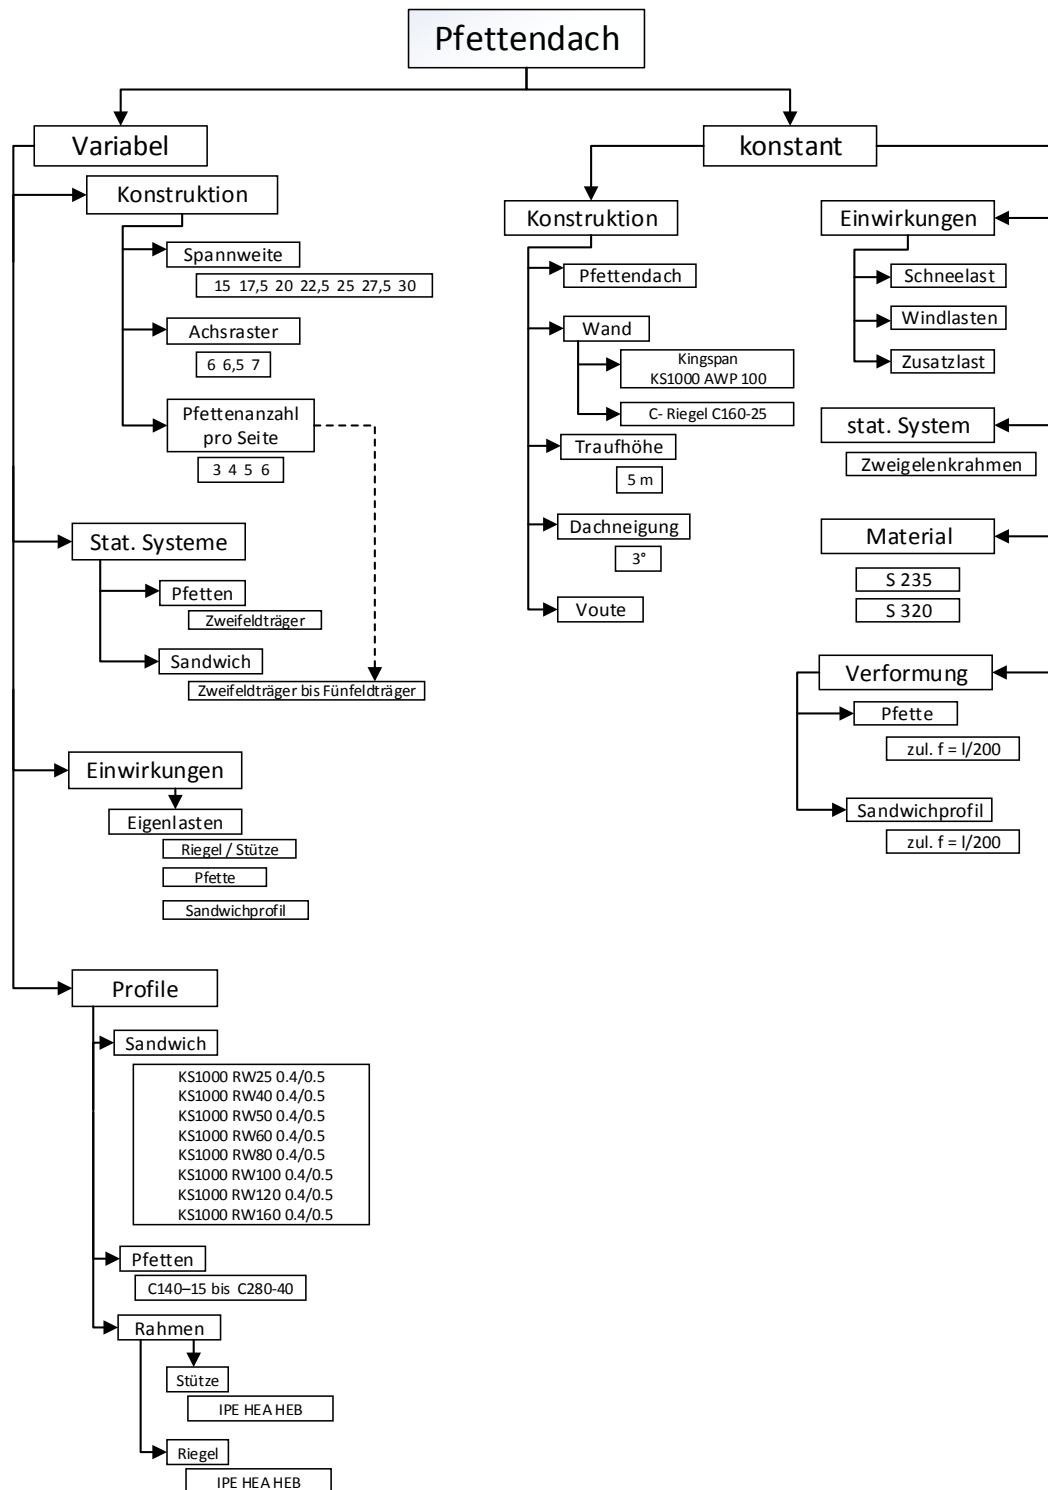 Pfettendach
Variabel
Konstruktion
Spannweite
15 17,5 20 22,5 25 27,5 30
Achsraster
6 6,5 7
Pfettenanzahl
pro Seite
3 4 5 6
Stat. Systeme
Pfetten
Zweifeldträger
Sandwich
Zweifeldträger bis Fünfeldträger
Einwirkungen
Eigenlasten
Riegel / Stütze
Pfette
Sandwichprofil
Profile
Sandwich
KS1000 RW25 0.4/0.5
KS1000 RW40 0.4/0.5
KS1000 RW50 0.4/0.5
KS1000 RW60 0.4/0.5
KS1000 RW80 0.4/0.5
KS1000 RW100 0.4/0.5
KS1000 RW120 0.4/0.5
KS1000 RW160 0.4/0.5
Pfetten
C140–15 bis C280-40
Rahmen
Stütze
IPE HEA HEB
Riegel
IPE HEA HEB
konstant
Konstruktion
Pfettendach
Wand
Kingspan
KS1000 AWP 100
C- Riegel C160-25
Traufhöhe
5 m
Dachneigung
3°
Voute
Einwirkungen
Schneelast
Windlasten
Zusatzlast
stat. System
Zweigelenkrahmen
Material
S 235
S 320
Verformung
Pfette
zul. f = l/200
Sandwichprofil
zul. f = l/200